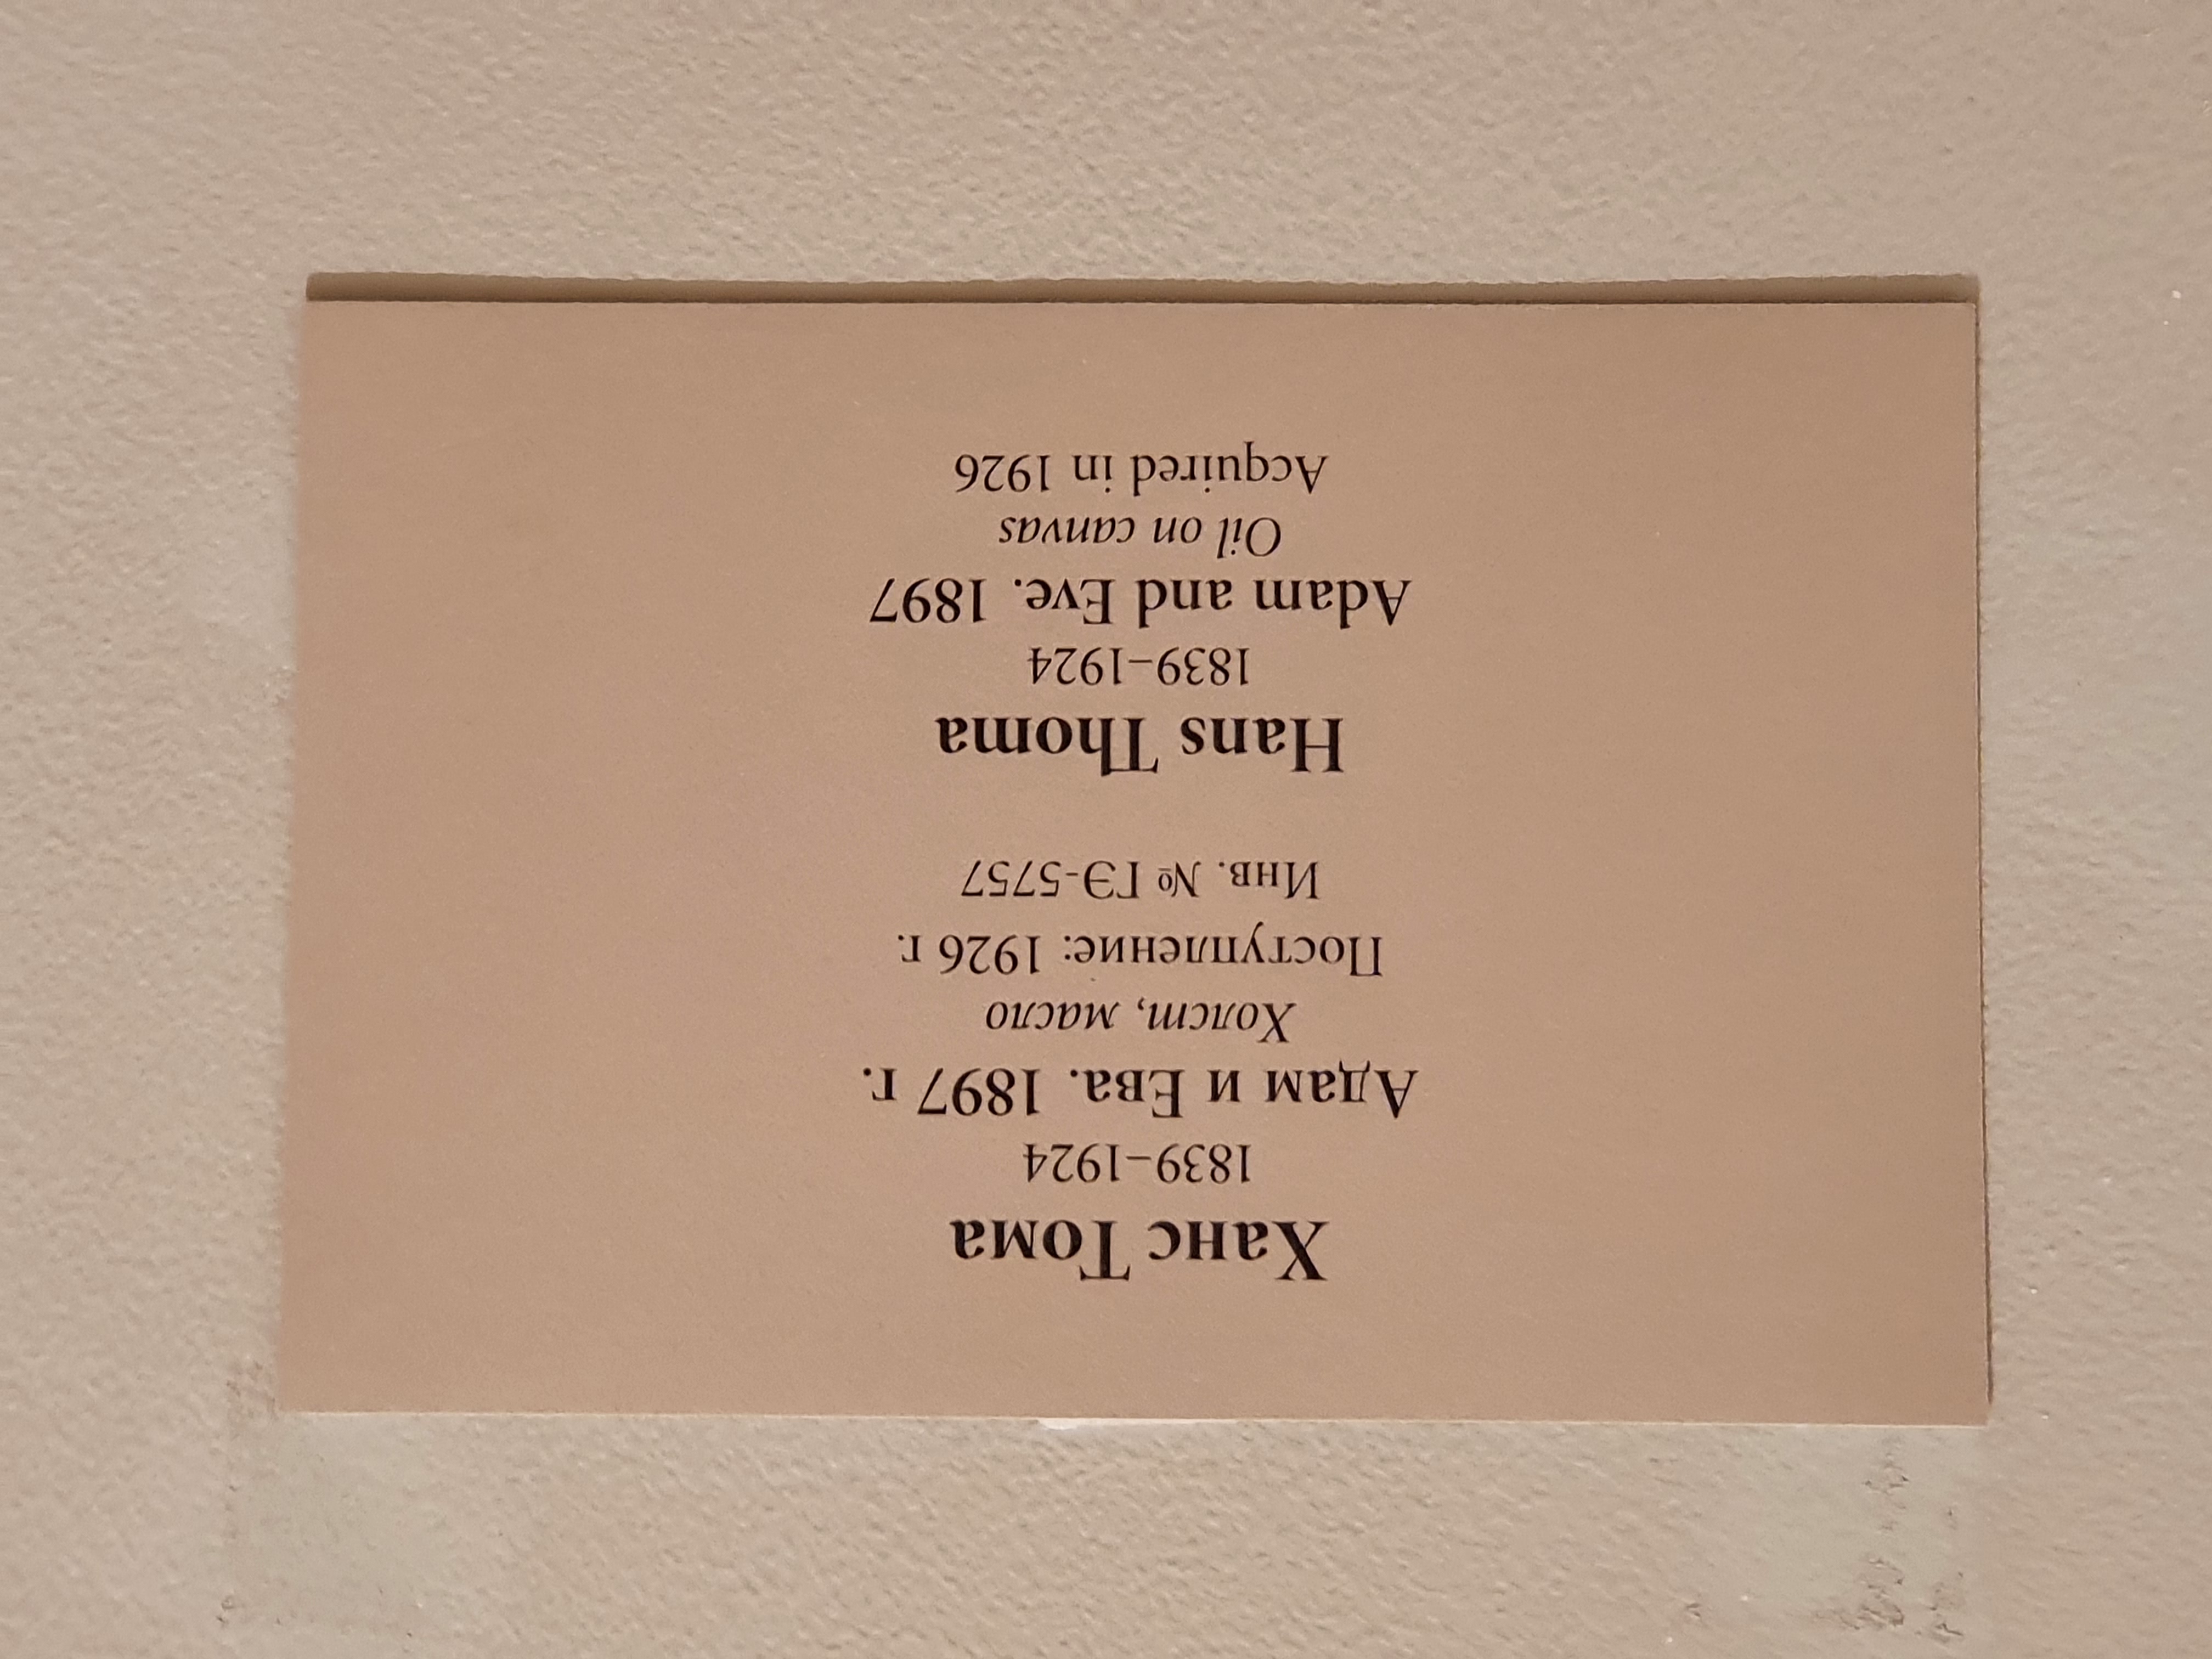 Ханс Тома
1839–1924
Адам и Ева. 1897 г.
Холст, масло
Поступление: 1926 г.
Инв. № ГЭ-5757
Hans Thoma
1839–1924
Adam and Eve. 1897
Oil on canvas
Acquired in 1926